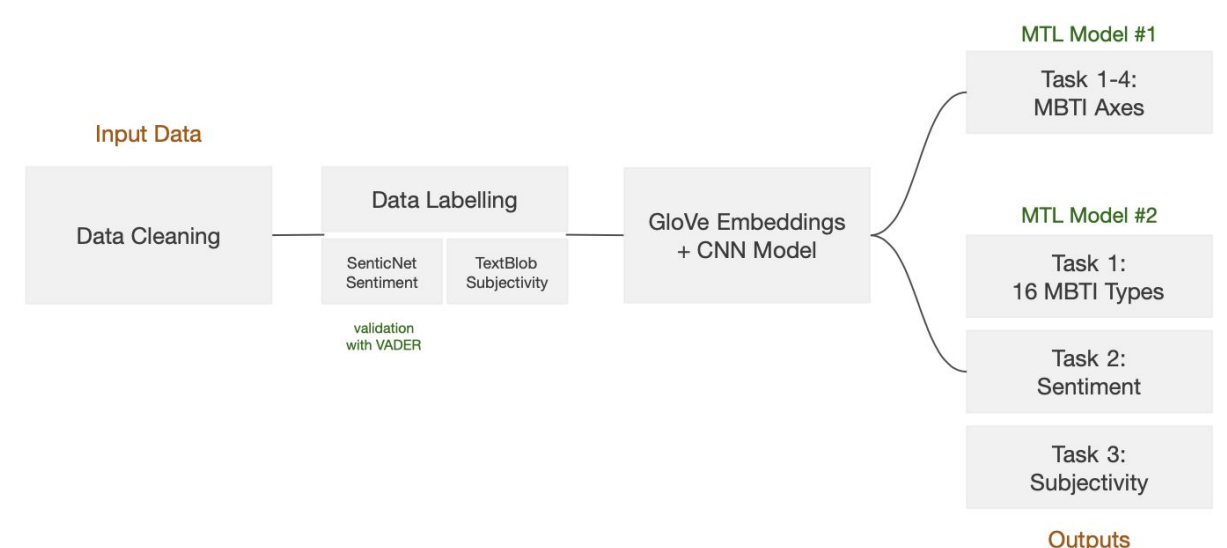 Input Data
Data Cleaning
Data Labelling
SenticNet
Sentiment
TextBlob
Subjectivity
validation
with VADER
GloVe Embeddings
+ CNN Model
MTL Model #1
Task 1-4:
MBTI Axes
MTL Model #2
Task 1:
16 MBTI Types
Task 2:
Sentiment
Task 3:
Subjectivity
Outputs